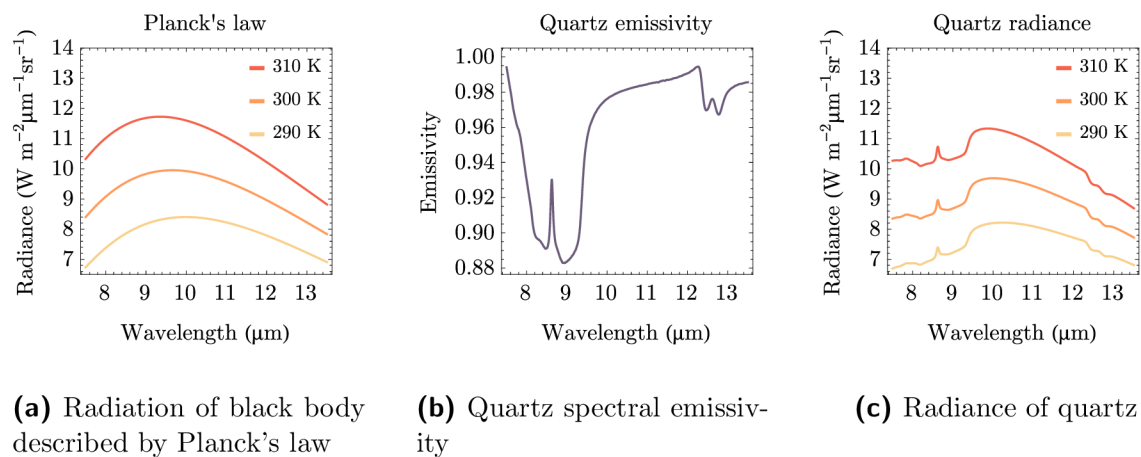 Planck's law
14
13
12
11
10
9
8
7
Radiance (W m−2μm−1sr−1)
310 K
300 K
290 K
8 9 10 11 12 13
Wavelength (μm)
Quartz emissivity
1.00
0.98
0.96
0.94
0.92
0.90
0.88
Emissivity
8 9 10 11 12 13
Wavelength (μm)
Quartz radiance
14
13
12
11
10
9
8
7
Radiance (W m−2μm−1sr−1)
310 K
300 K
290 K
8 9 10 11 12 13
Wavelength (μm)
(a) Radiation of black body
described by Planck's law
(b) Quartz spectral emissiv-
ity
(c) Radiance of quartz